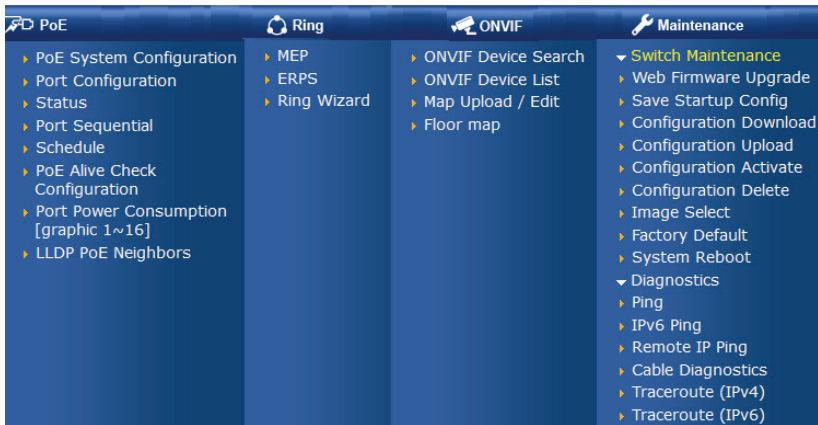 PoE
PoE System Configuration
Port Configuration
Status
Port Sequential
Schedule
PoE Alive Check
Configuration
Port Power Consumption
[graphic 1~16]
LLDP PoE Neighbors
Ring
MEP
ERPS
Ring Wizard
ONVIF
ONVIF Device Search
ONVIF Device List
Map Upload / Edit
Floor map
Maintenance
Switch Maintenance
Web Firmware Upgrade
Save Startup Config
Configuration Download
Configuration Upload
Configuration Activate
Configuration Delete
Image Select
Factory Default
System Reboot
Diagnostics
Ping
IPv6 Ping
Remote IP Ping
Cable Diagnostics
Traceroute (IPv4)
Traceroute (IPv6)